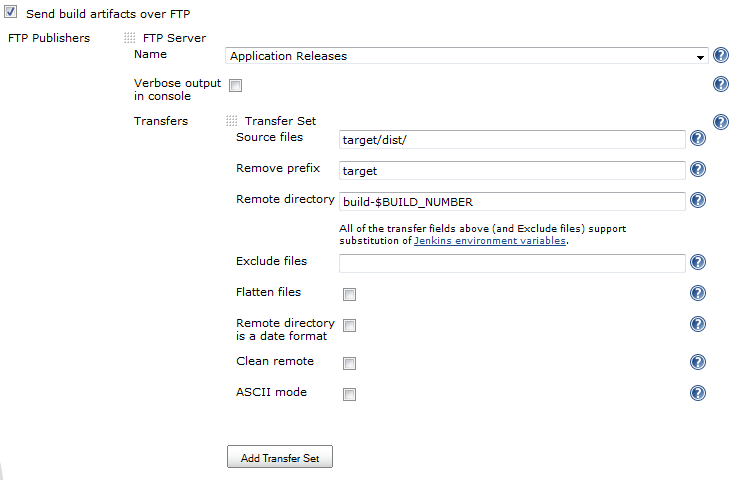 Send build artifacts over FTP
FTP Publishers
FTP Server
Name
Application Releases
Verbose output
in console
Transfers
Transfer Set
Source files
target/dist/
Remove prefix
target
Remote directory
build-$BUILD_NUMBER
All of the transfer fields above (and Exclude files) support
substitution of Jenkins environment variables.
Exclude files
Flatten files
Remote directory
is a date format
Clean remote
ASCII mode
Add Transfer Set